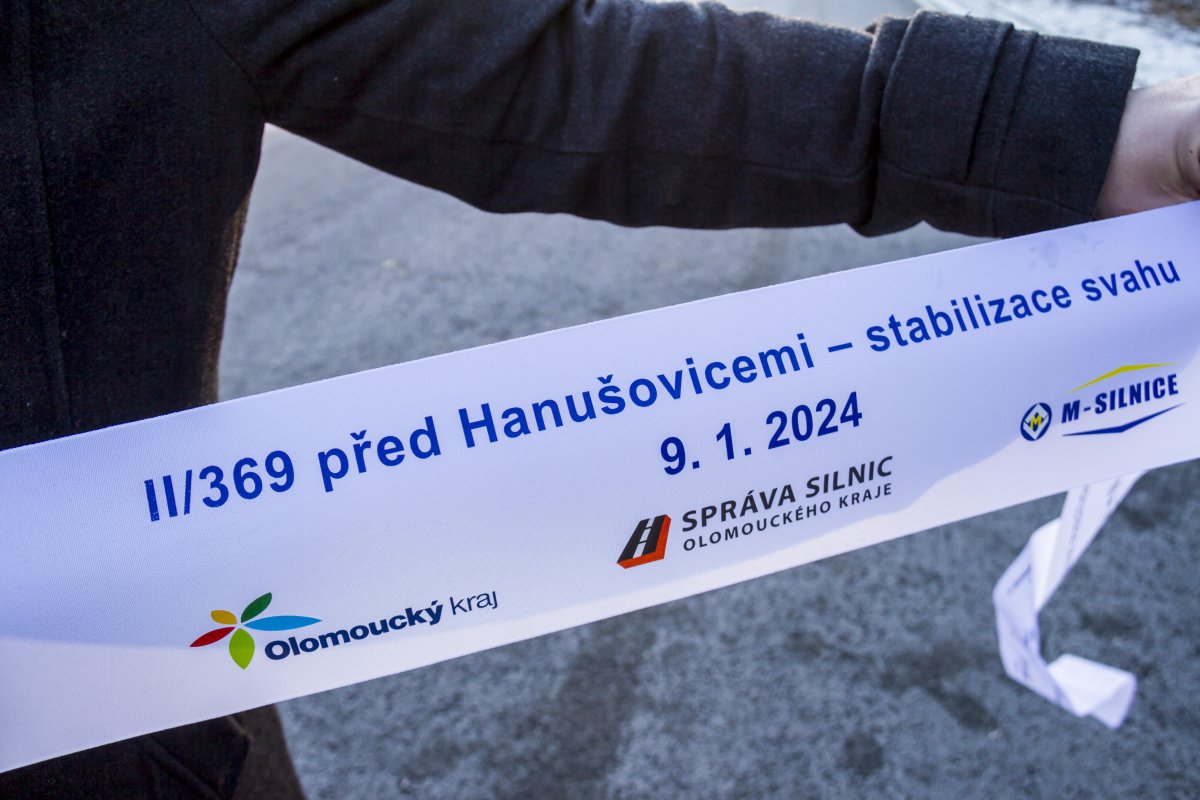 II/369 před Hanušovicemi – stabilizace svahu
9. 1. 2024
Olomoucký kraj
SPRÁVA SILNIC
OLOMOUCKÉHO KRAJE
M-SILNICE